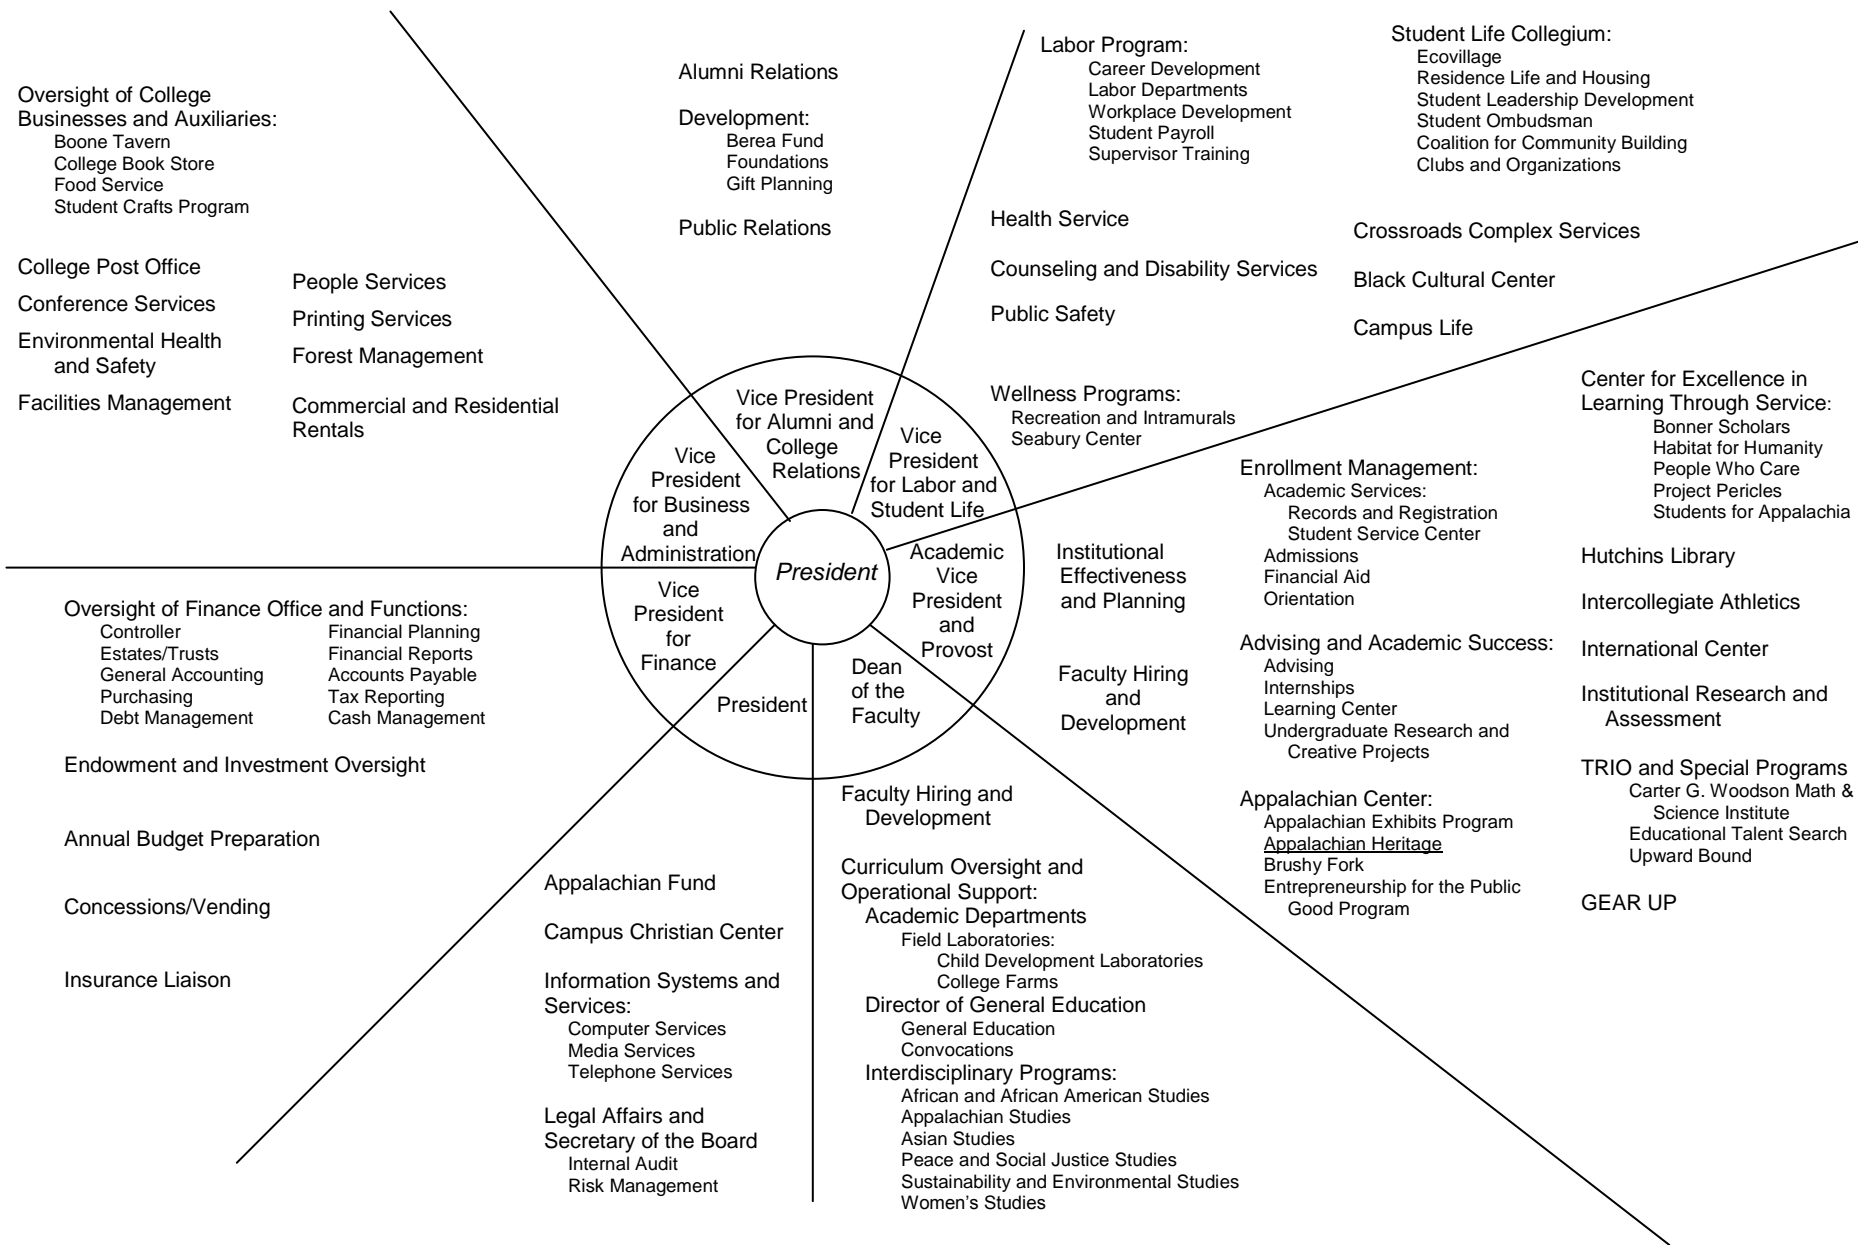 Oversight of College
Businesses and Auxiliaries:
Boone Tavern
College Book Store
Food Service
Student Crafts Program
College Post Office
Conference Services
Environmental Health
and Safety
Facilities Management
People Services
Printing Services
Forest Management
Commercial and Residential
Rentals
Alumni Relations
Development:
Berea Fund
Foundations
Gift Planning
Public Relations
Labor Program:
Career Development
Labor Departments
Workplace Development
Student Payroll
Supervisor Training
Health Service
Counseling and Disability Services
Public Safety
Wellness Programs:
Recreation and Intramurals
Seabury Center
Student Life Collegium:
Ecovillage
Residence Life and Housing
Student Leadership Development
Student Ombudsman
Coalition for Community Building
Clubs and Organizations
Crossroads Complex Services
Black Cultural Center
Campus Life
Vice President
for Alumni and
College
Relations
Vice
President
for Labor and
Student Life
Vice
President
for Business
and
Administration
President
Academic
Vice
President
and
Provost
Vice
President
for
Finance
President
Dean
of the
Faculty
Institutional
Effectiveness
and Planning
Faculty Hiring
and
Development
Enrollment Management:
Academic Services:
Records and Registration
Student Service Center
Admissions
Financial Aid
Orientation
Advising and Academic Success:
Advising
Internships
Learning Center
Undergraduate Research and
Creative Projects
Appalachian Center:
Appalachian Exhibits Program
Appalachian Heritage
Brushy Fork
Entrepreneurship for the Public
Good Program
Center for Excellence in
Learning Through Service:
Bonner Scholars
Habitat for Humanity
People Who Care
Project Pericles
Students for Appalachia
Hutchins Library
Intercollegiate Athletics
International Center
Institutional Research and
Assessment
TRIO and Special Programs
Carter G. Woodson Math &
Science Institute
Educational Talent Search
Upward Bound
GEAR UP
Oversight of Finance Office and Functions:
Controller
Estates/Trusts
General Accounting
Purchasing
Debt Management
Financial Planning
Financial Reports
Accounts Payable
Tax Reporting
Cash Management
Endowment and Investment Oversight
Annual Budget Preparation
Concessions/Vending
Insurance Liaison
Appalachian Fund
Campus Christian Center
Information Systems and
Services:
Computer Services
Media Services
Telephone Services
Legal Affairs and
Secretary of the Board
Internal Audit
Risk Management
Faculty Hiring and
Development
Curriculum Oversight and
Operational Support:
Academic Departments
Field Laboratories:
Child Development Laboratories
College Farms
Director of General Education
General Education
Convocations
Interdisciplinary Programs:
African and African American Studies
Appalachian Studies
Asian Studies
Peace and Social Justice Studies
Sustainability and Environmental Studies
Women's Studies